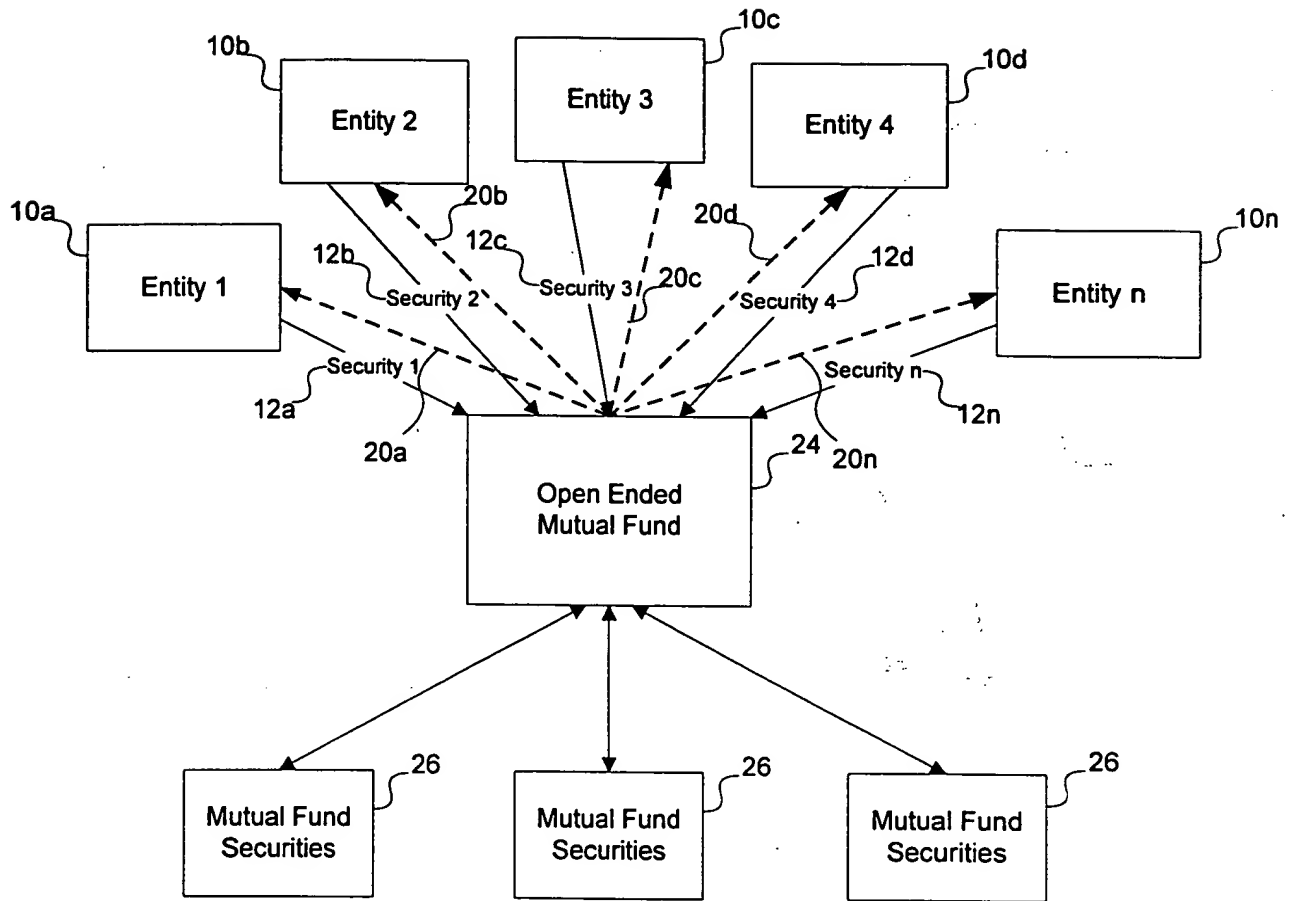 10c
10b
10d
Entity 3
Entity 2
Entity 4
20b
10a
20d
10n
12c
12b
12d
Entity 1
Security 3
20c
Entity n
Security 2
Security 4
Security 1
Security n
12a
12n
20a
24
20n
Open Ended
Mutual Fund
26
26
26
Mutual Fund
Securities
Mutual Fund
Securities
Mutual Fund
Securities